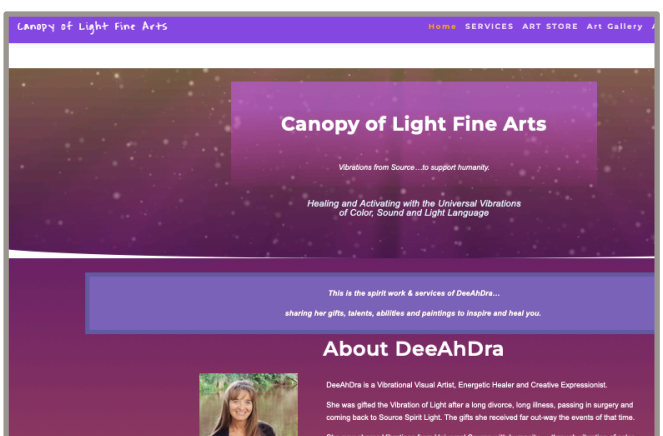 Canopy of Light Fine Arts
Home SERVICES ART STORE Art Gallery
Canopy of Light Fine Arts
Vibrations from Source...to support humanity.
Healing and Activating with the Universal Vibrations
of Color, Sound and Light Language
This is the spirit work & services of DeeAhDra...
sharing her gifts, talents, abilities and paintings to inspire and heal you.
About DeeAhDra
DeeAhDra is a Vibrational Visual Artist, Energetic Healer and Creative Expressionist.
She was gifted the Vibration of Light after a long divorce, long illness, passing in surgery and
coming back to Source Spirit Light. The gifts she received far out-way the events of that time.